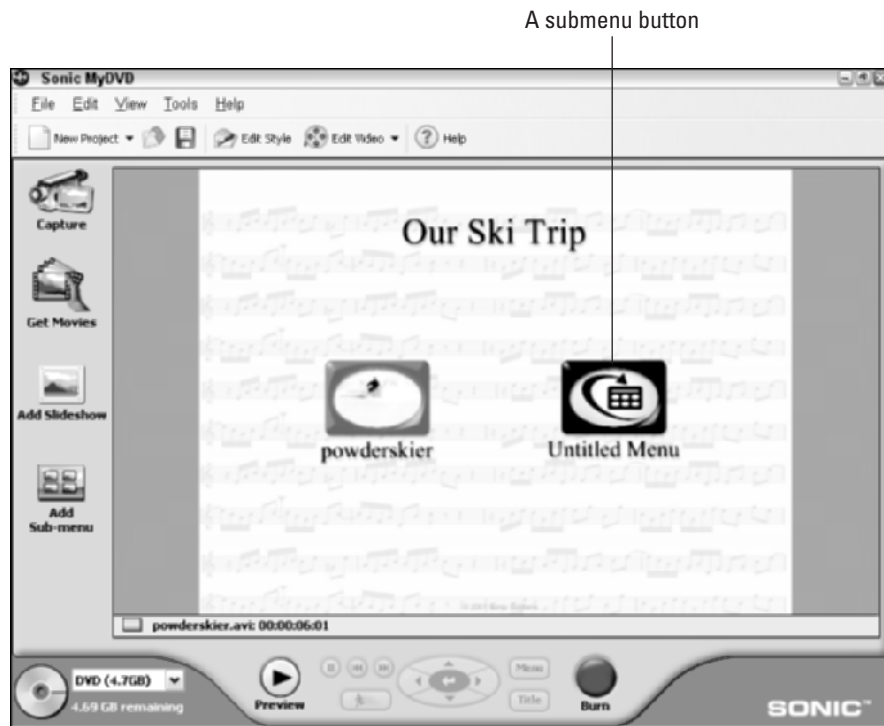 A submenu button
Sonic MyDVD
File Edit View Tools Help
New Project Edit Style Edit Video Help
Capture
Get Movies
Add Slideshow
Add
Sub-menu
Our Ski Trip
powderskier
Untitled Menu
powderskier.avi: 00:00:06:01
DVD (4.7GB)
4.69 GB remaining
Preview
Menu
Title
Burn
SONIC™